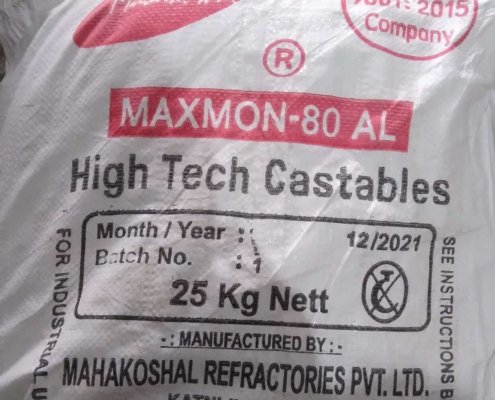 9001: 2015
Company
®
MAXMON-80 AL
High Tech Castables
Month / Year : 12/2021
Batch No. : 1
25 Kg Nett
-: MANUFACTURED BY :-
MAHAKOSHAL REFRACTORIES PVT. LTD.
FOR INDUSTRIAL U
SEE INSTRUCTIONS B